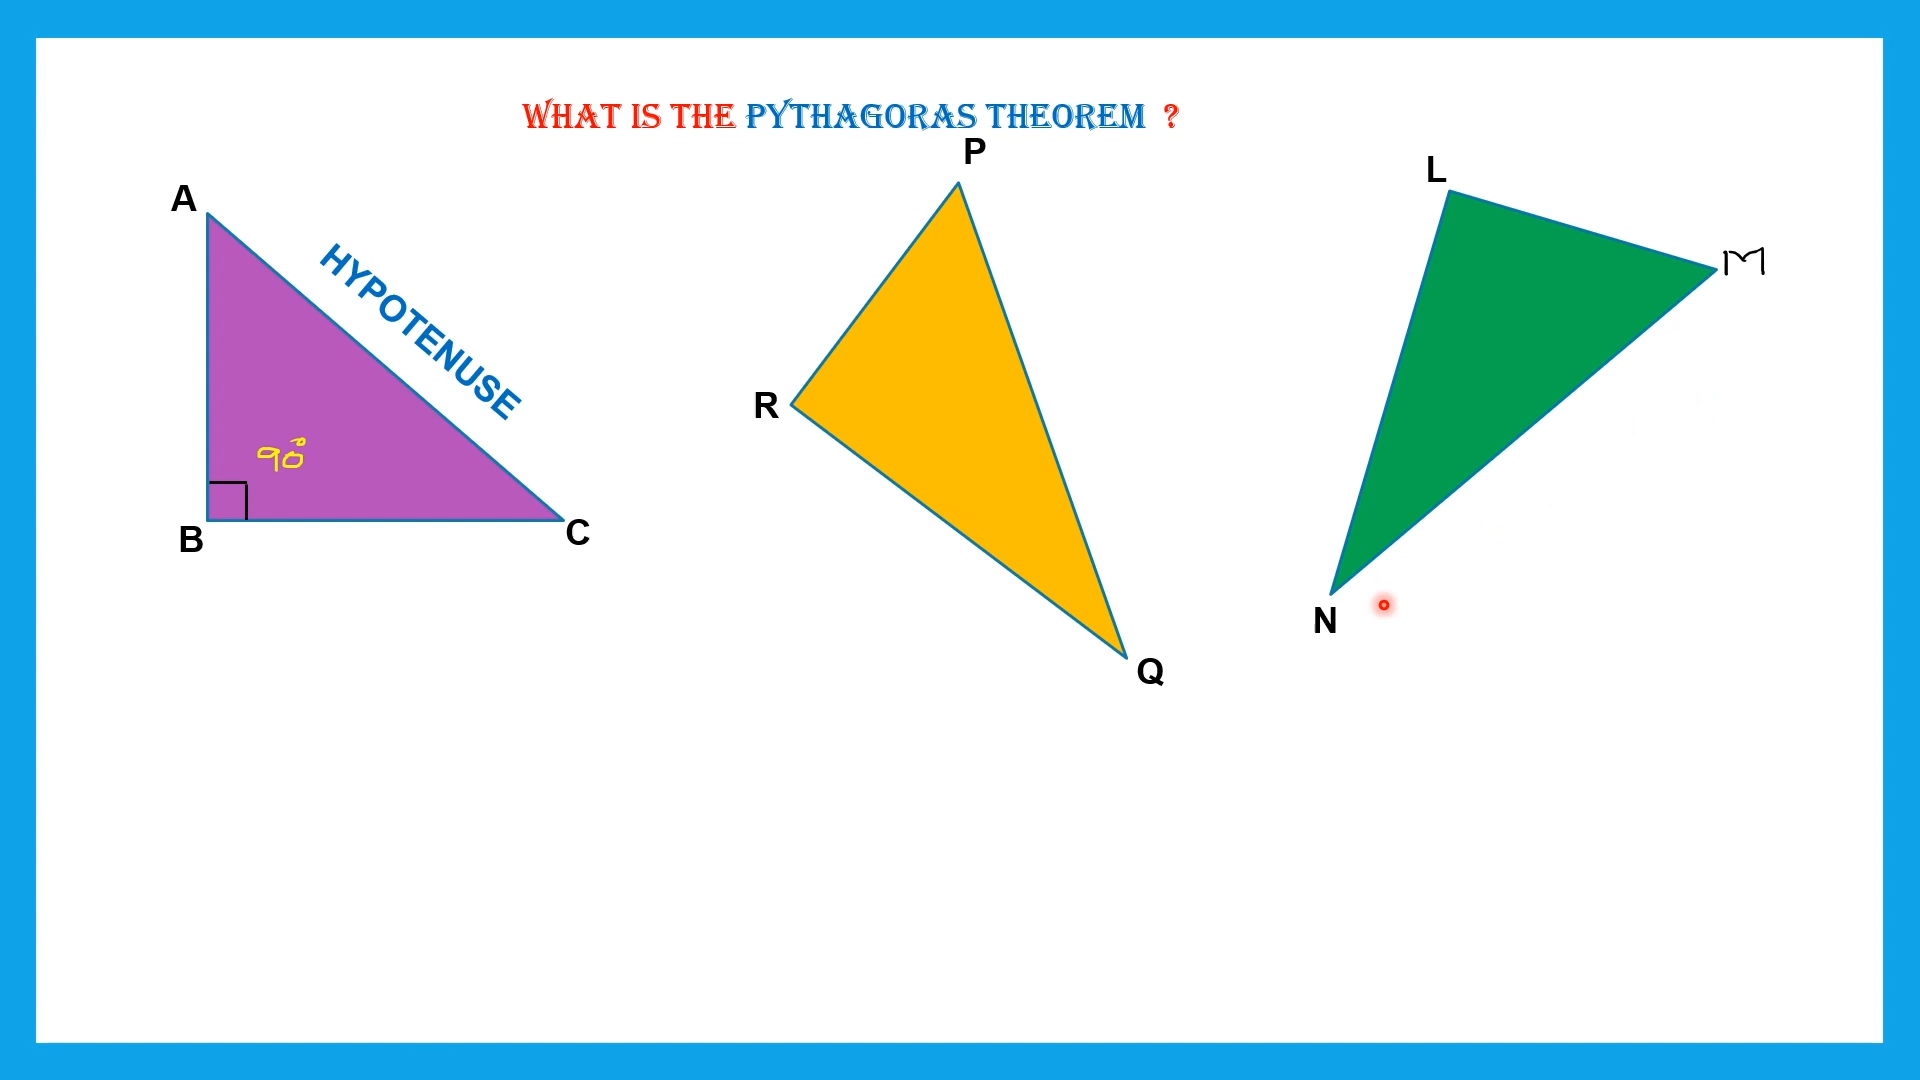 WHAT IS THE PYTHAGORAS THEOREM ?
P
L
A
M
HYPOTENUSE
R
90°
B
C
N
Q